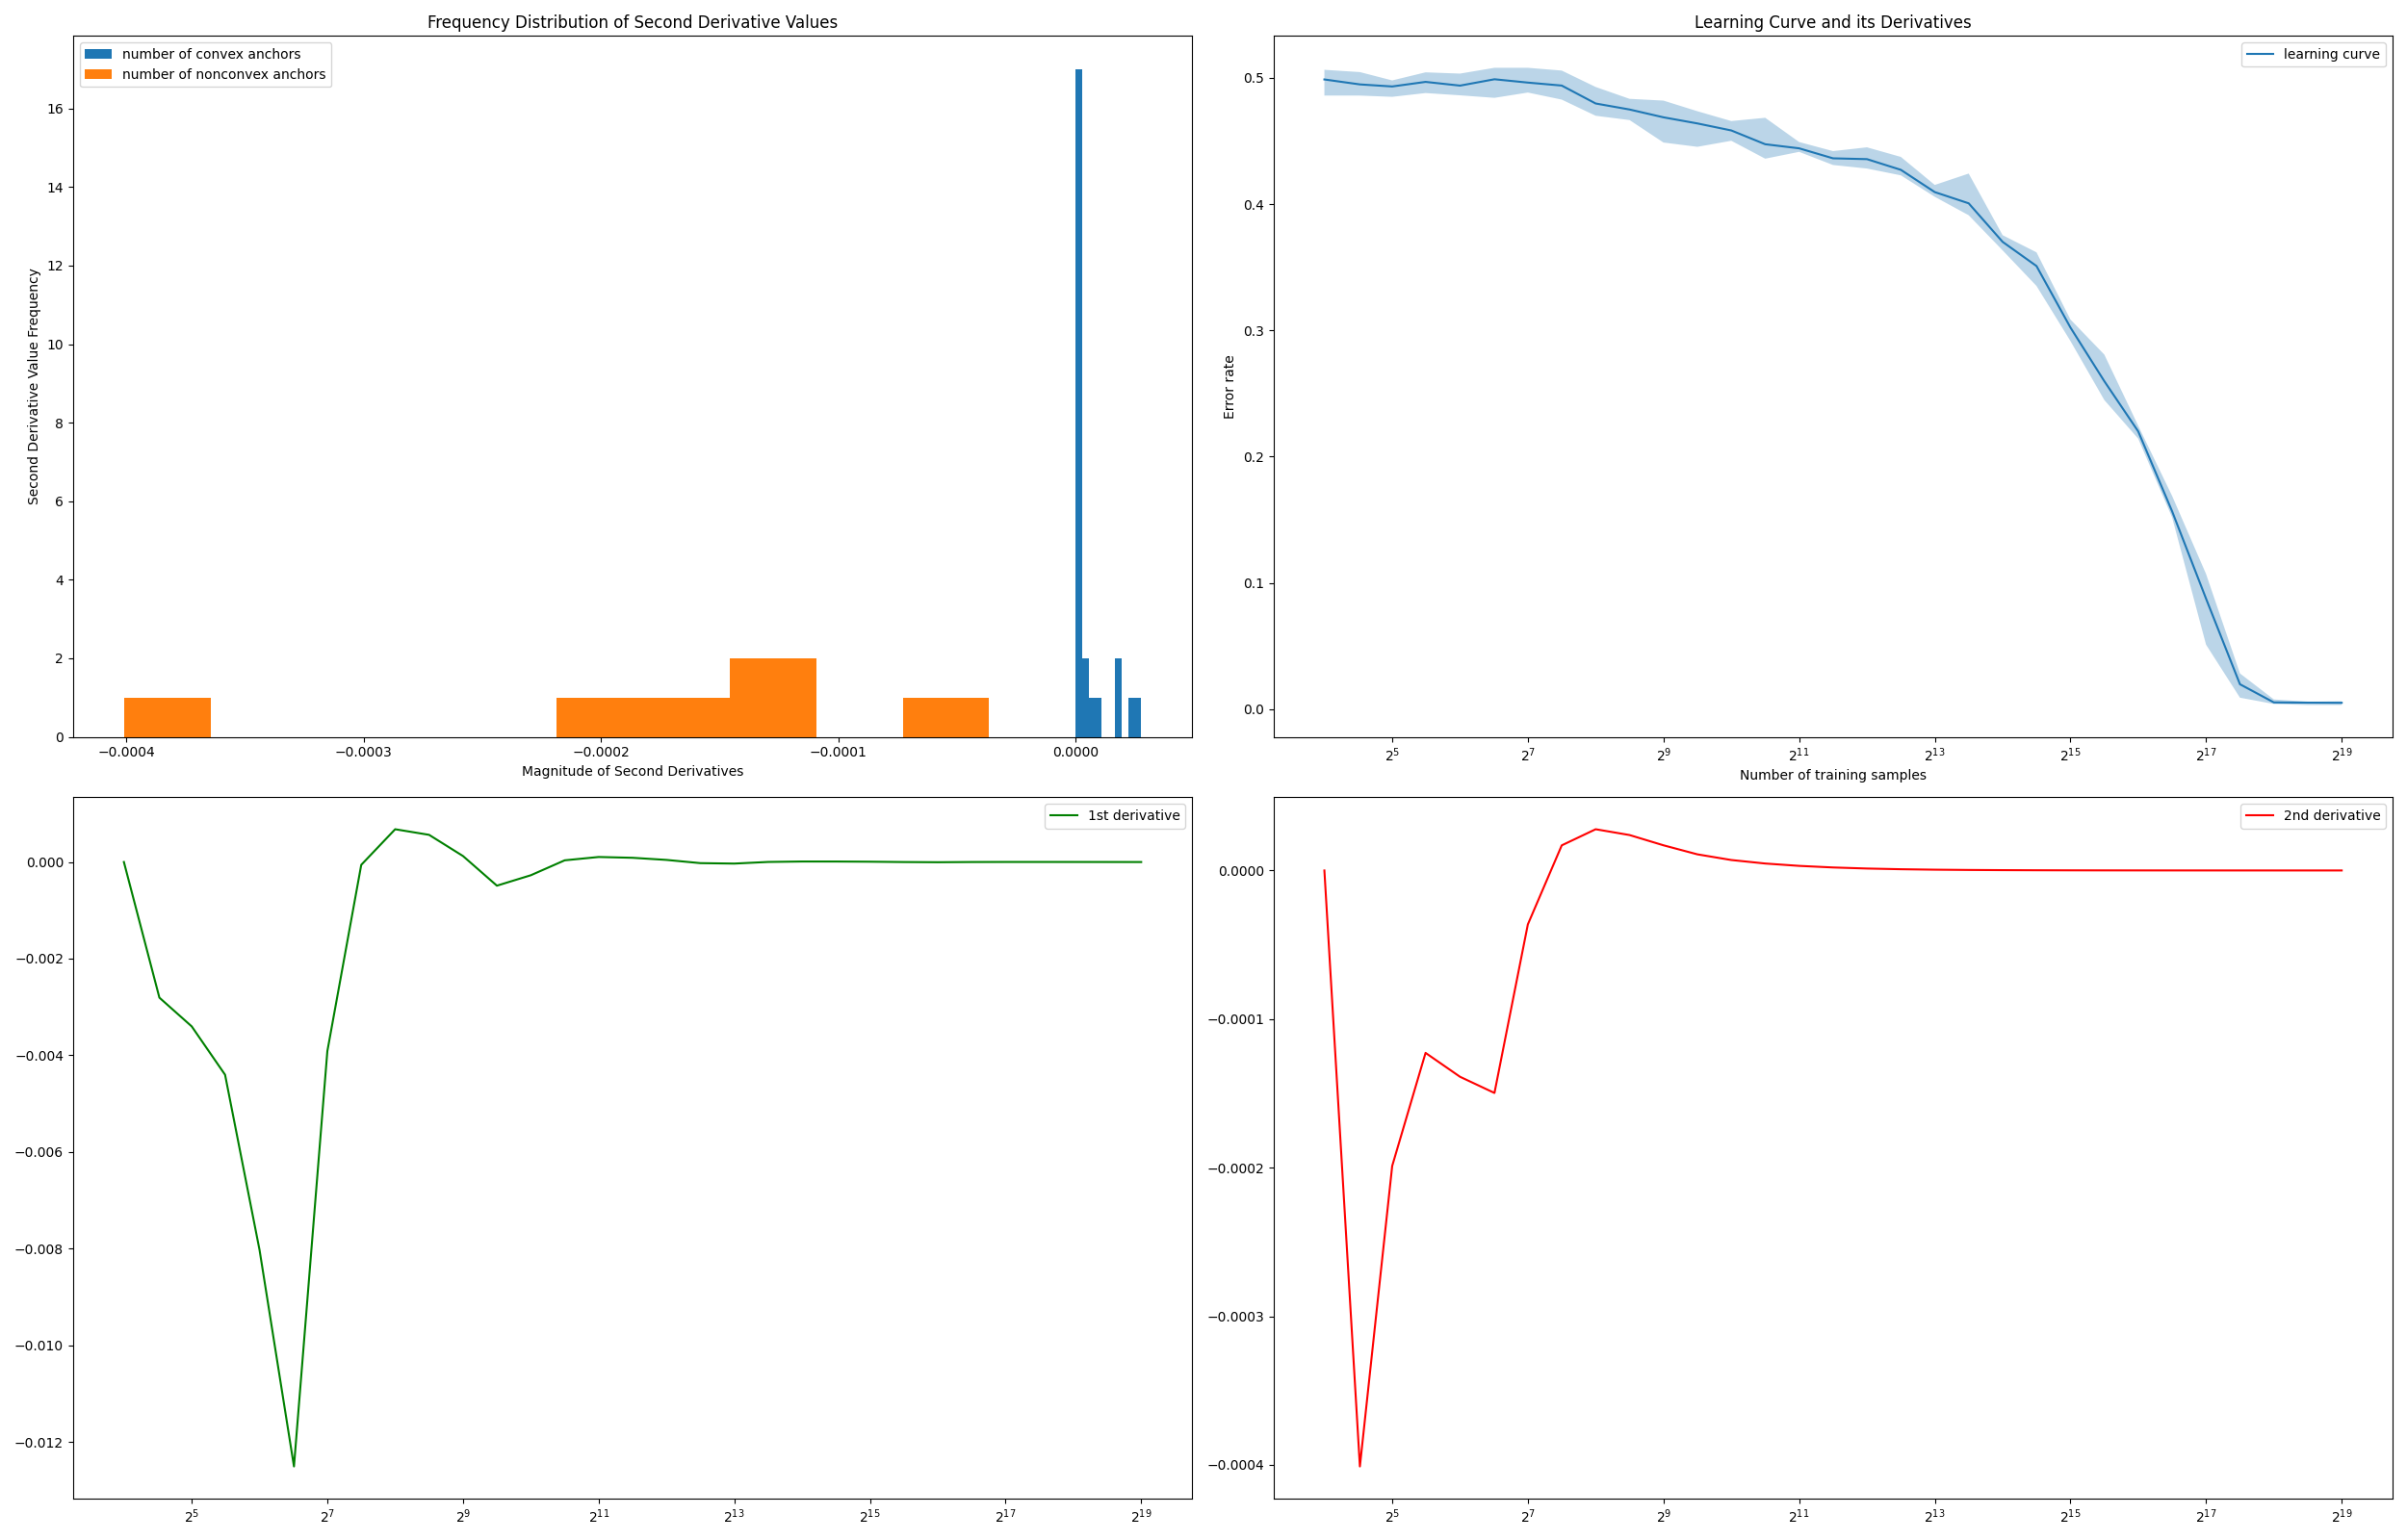 Frequency Distribution of Second Derivative Values
number of convex anchors
number of nonconvex anchors
Second Derivative Value Frequency
16
14
12
10
8
6
4
2
0
−0.0004 −0.0003 −0.0002 −0.0001 0.0000
Magnitude of Second Derivatives
Learning Curve and its Derivatives
learning curve
Error rate
0.5
0.4
0.3
0.2
0.1
0.0
2^5 2^7 2^9 2^11 2^13 2^15 2^17 2^19
Number of training samples
1st derivative
0.000
−0.002
−0.004
−0.006
−0.008
−0.010
−0.012
2^5 2^7 2^9 2^11 2^13 2^15 2^17 2^19
2nd derivative
0.0000
−0.0001
−0.0002
−0.0003
−0.0004
2^5 2^7 2^9 2^11 2^13 2^15 2^17 2^19